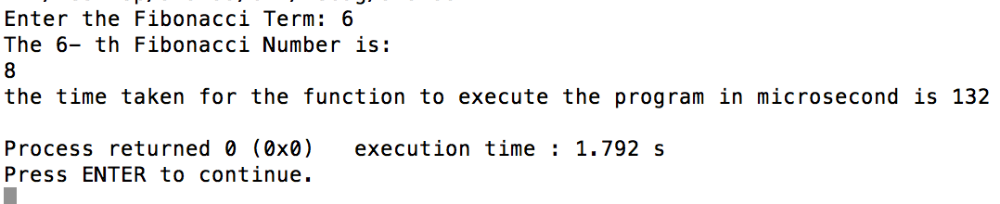 Enter the Fibonacci Term: 6
The 6- th Fibonacci Number is:
8
the time taken for the function to execute the program in microsecond is 132
Process returned 0 (0x0)   execution time : 1.792 s
Press ENTER to continue.